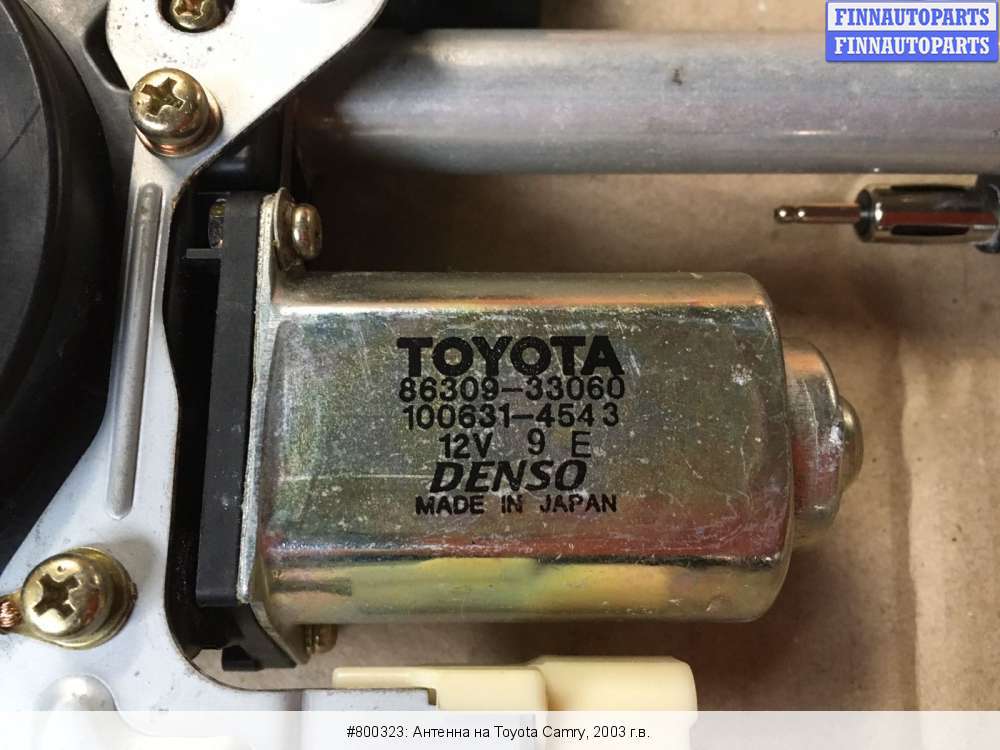 FINNAUTOPARTS
FINNAUTOPARTS
TOYOTA
86309-33060
100631-4543
12V 9 E
DENSO
MADE IN JAPAN
#800323: Антенна на Toyota Camry, 2003 г.в.